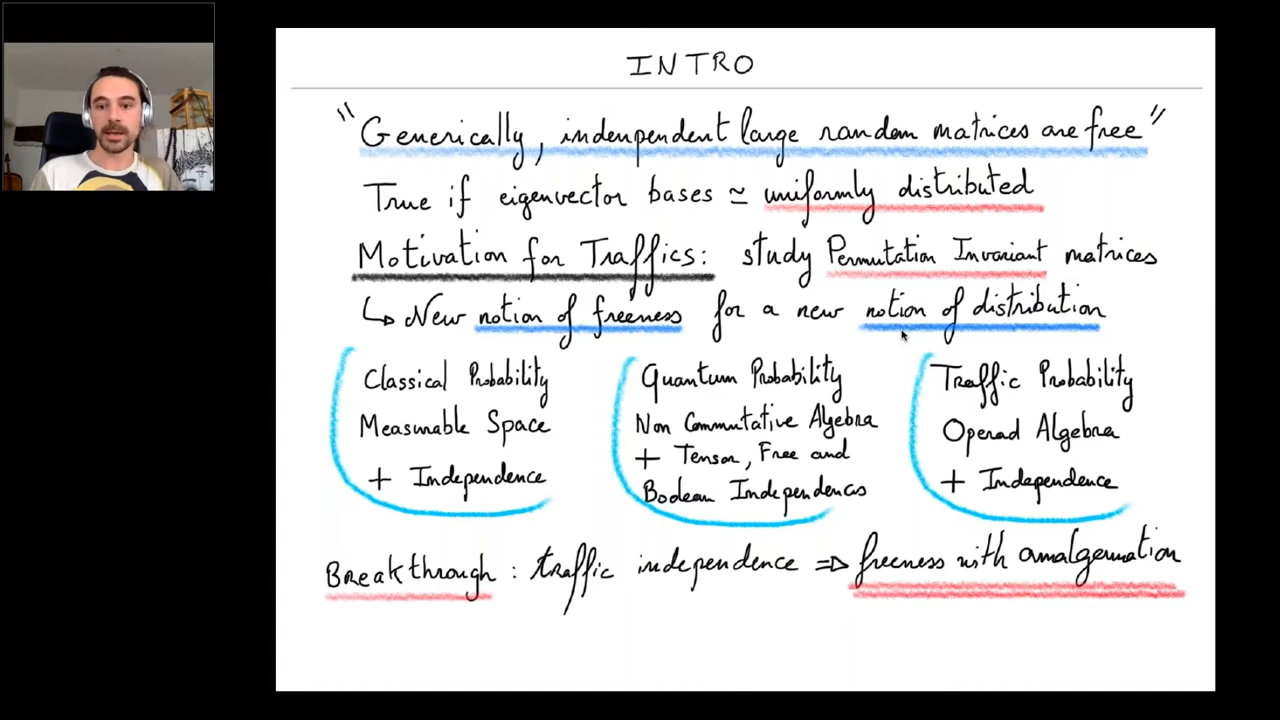 INTRO
"Generically, indenpendent large random matrices are free"
True if eigenvector bases ≃ uniformly distributed
Motivation for Traffics: study Permutation Invariant matrices
↳ New notion of freeness for a new notion of distribution
Classical Probability
Measurable Space
+ Independence
Quantum Probability
Non Commutative Algebra
+ Tensor, Free and
Boolean Independences
Traffic Probability
Operad Algebra
+ Independence
Breakthrough: traffic independence ⇒ freeness with amalgamation